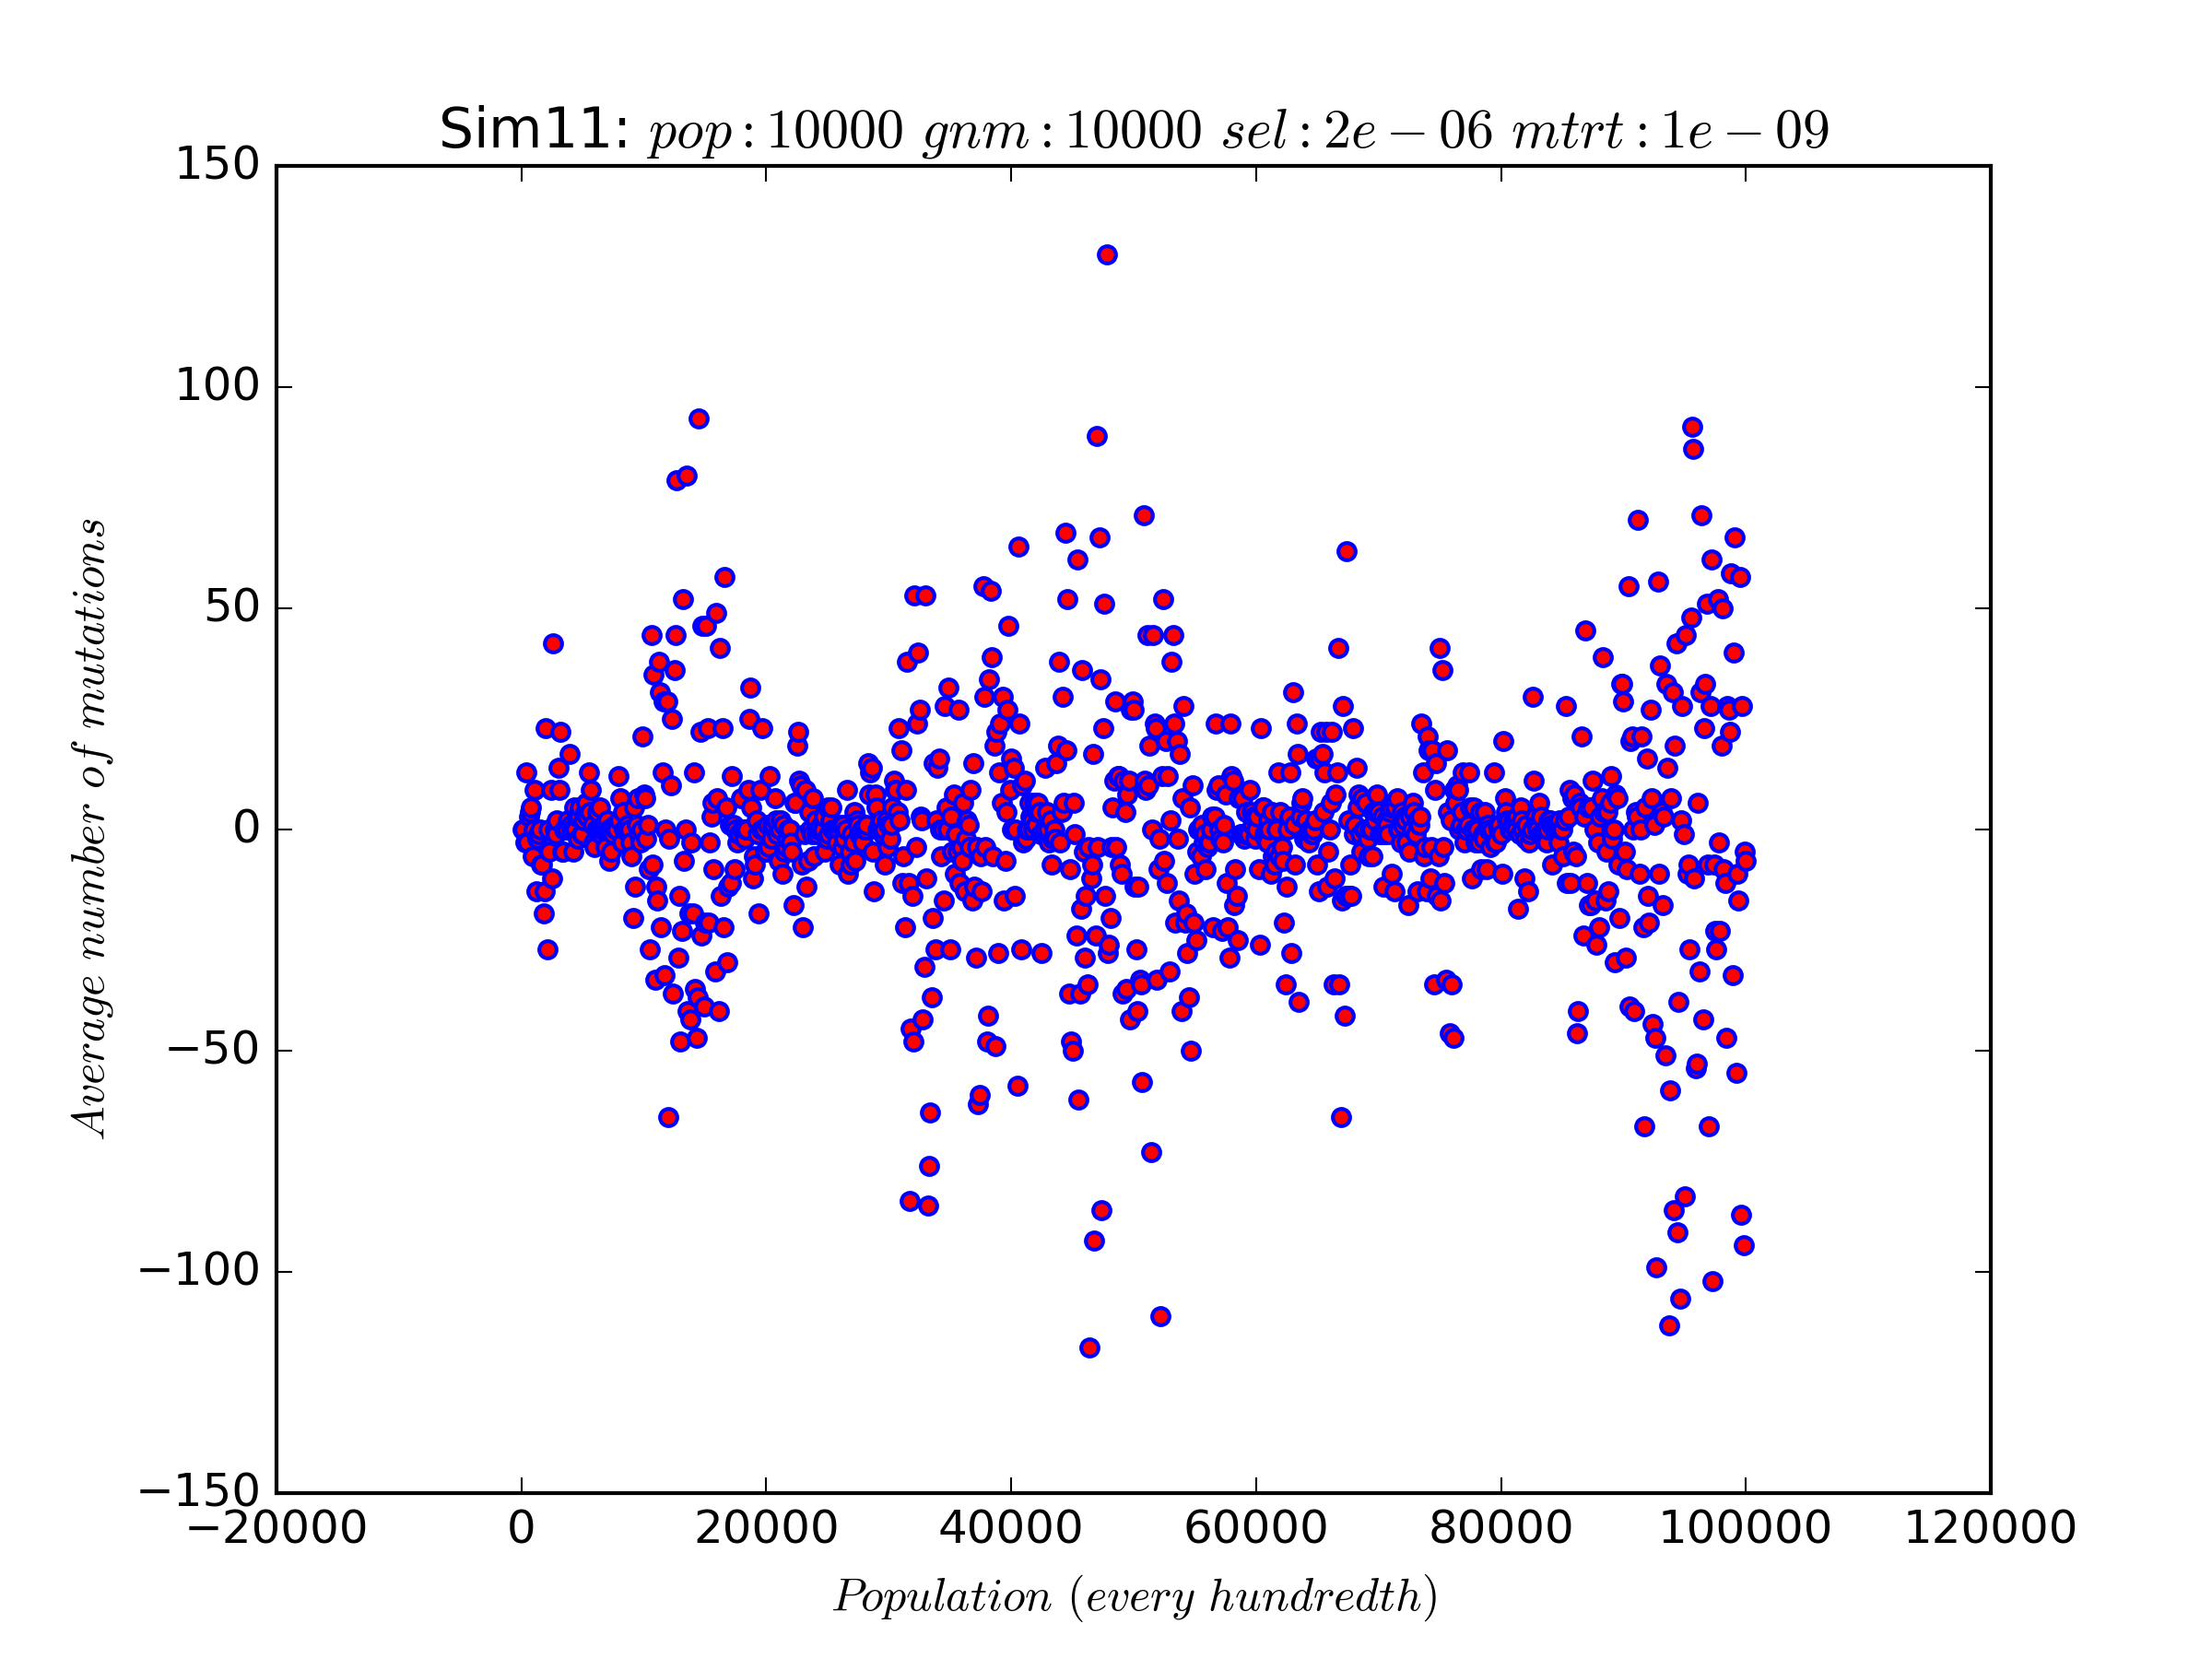 Sim11: pop : 10000 gnm : 10000 sel : 2e − 06 mtrt : 1e − 09
150
100
50
0
−50
−100
−150
Average number of mutations
−20000 0 20000 40000 60000 80000 100000 120000
Population (every hundredth)